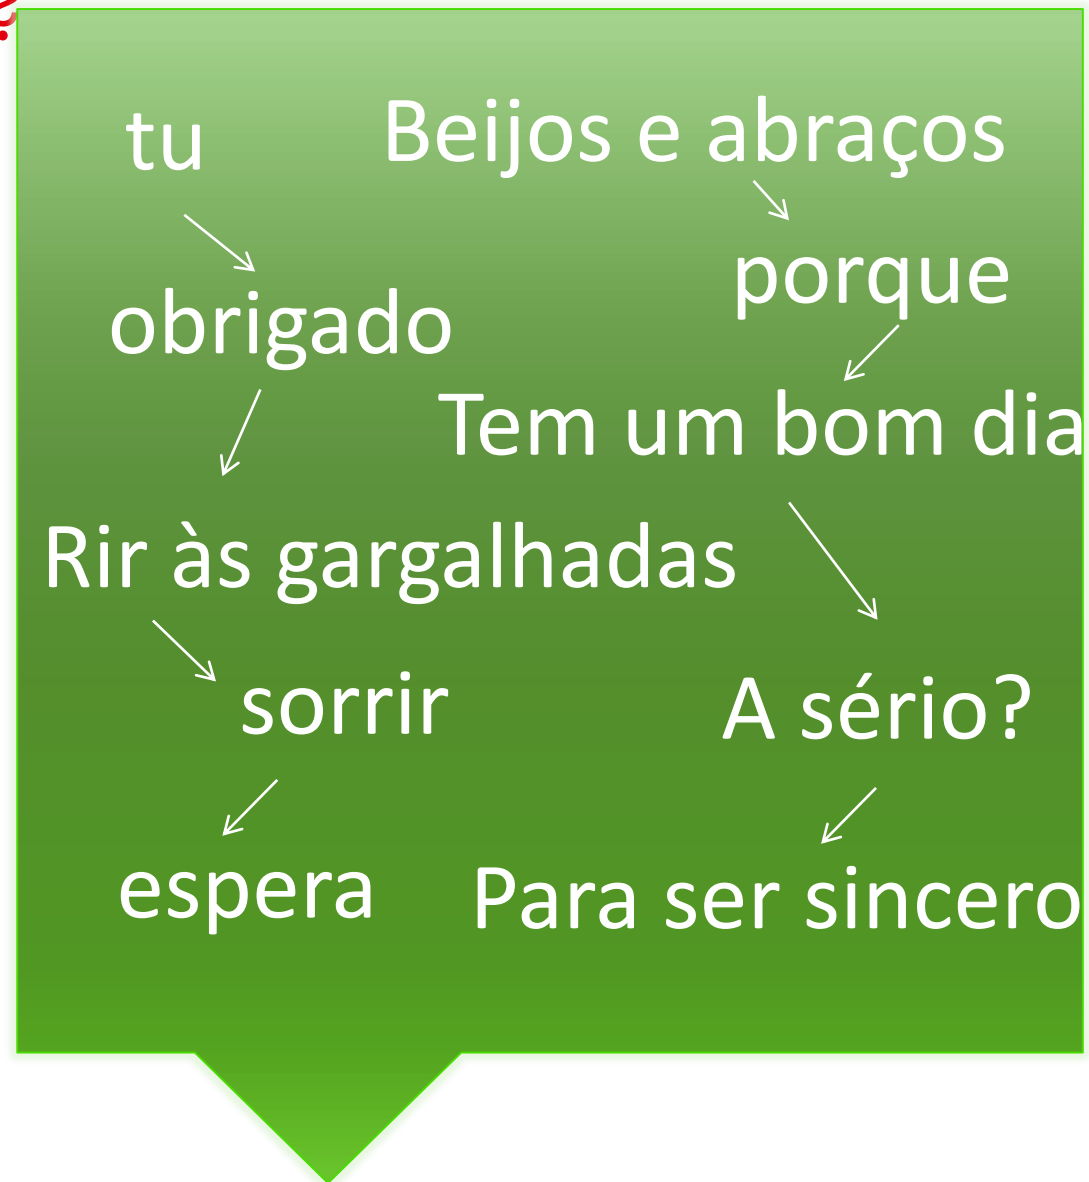 tu
obrigado
Rir às gargalhadas
sorrir
espera
Beijos e abraços
porque
Tem um bom dia
A sério?
Para ser sincero